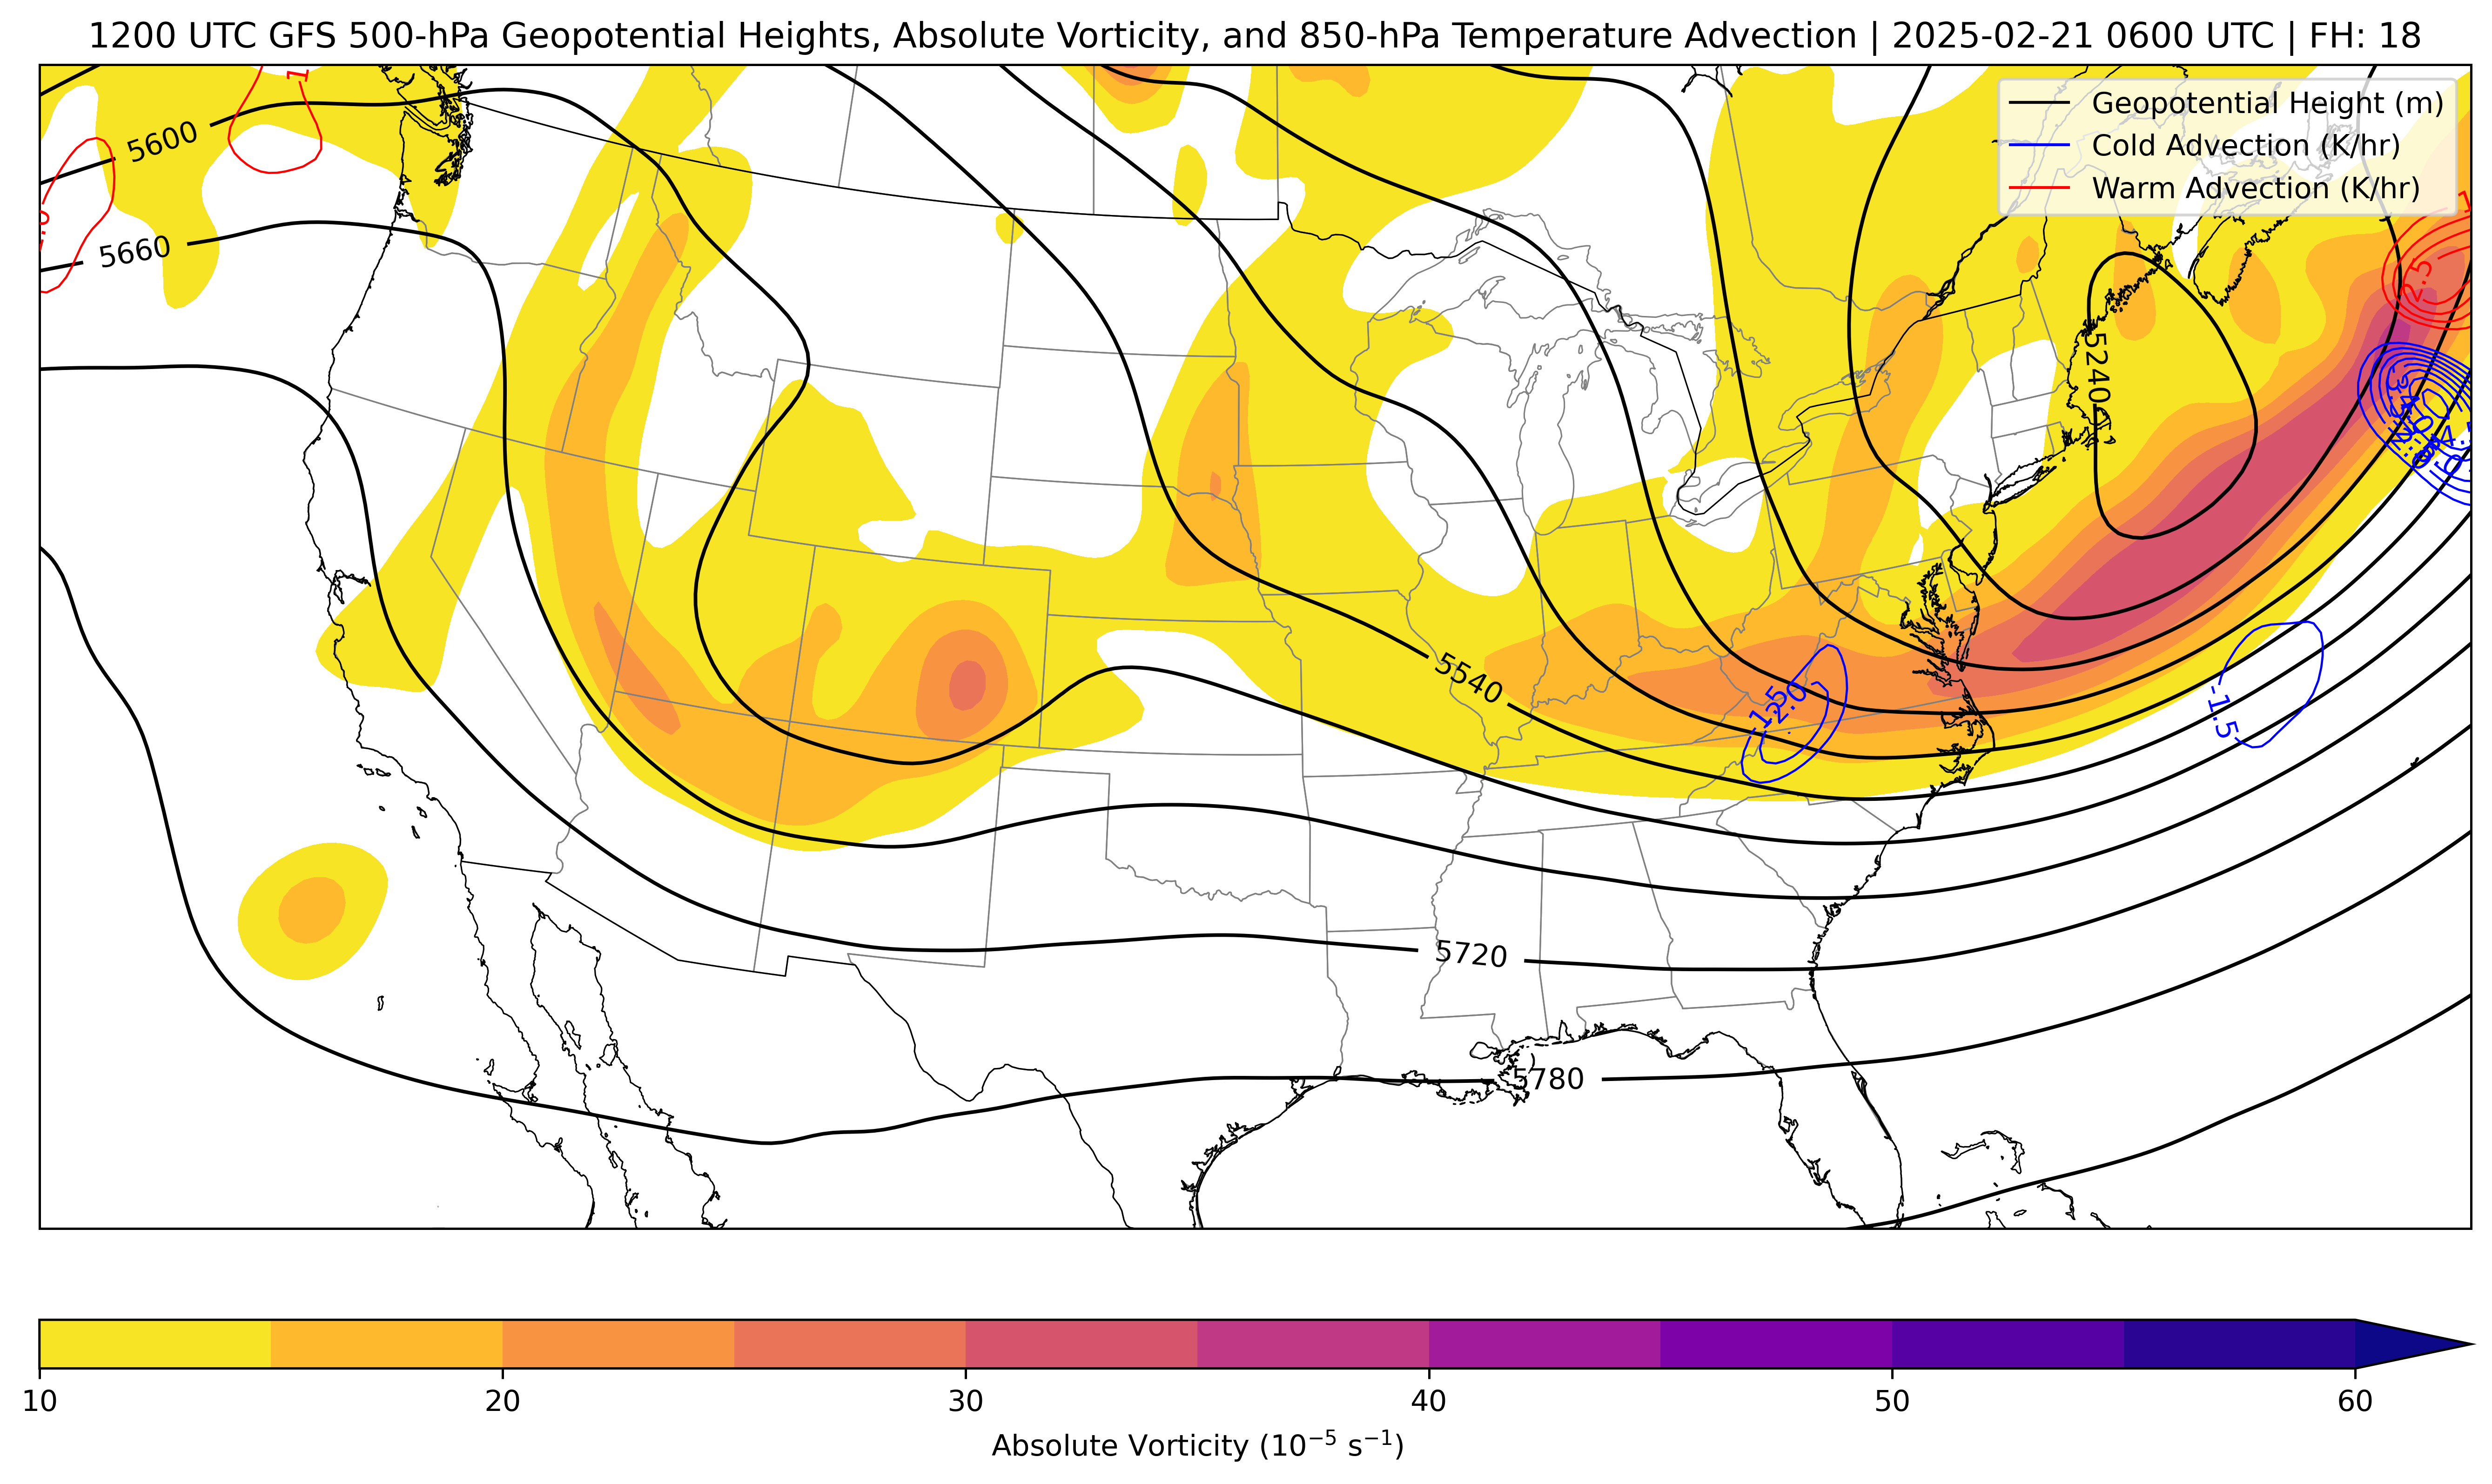 1200 UTC GFS 500-hPa Geopotential Heights, Absolute Vorticity, and 850-hPa Temperature Advection | 2025-02-21 0600 UTC | FH: 18
Geopotential Height (m)
Cold Advection (K/hr)
Warm Advection (K/hr)
5600
5660
2.5
5240
5540
-1.5
-2.0
-1.5
5720
5780
10 20 30 40 50 60
Absolute Vorticity (10⁻⁵ s⁻¹)